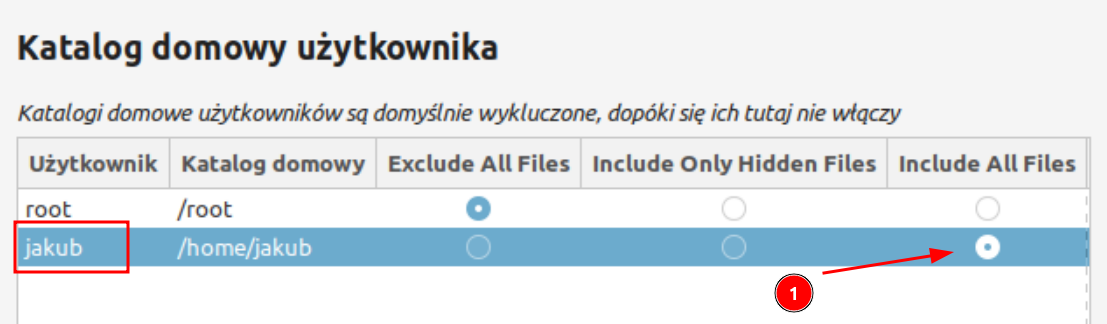 Katalog domowy użytkownika
Katalogi domowe użytkowników są domyślnie wykluczone, dopóki się ich tutaj nie włączy
Użytkownik Katalog domowy Exclude All Files Include Only Hidden Files Include All Files
root /root
jakub /home/jakub
1